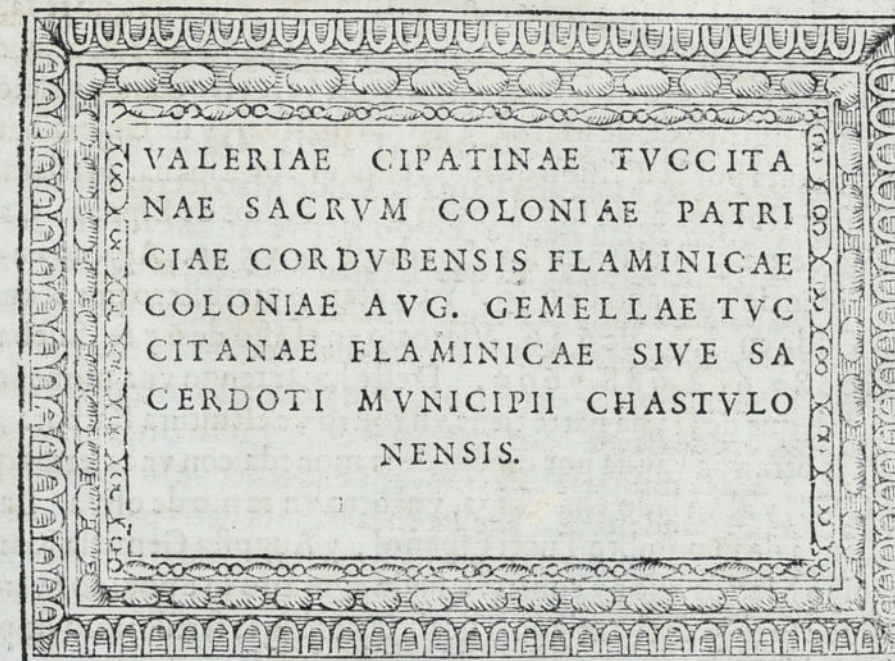 VALERIAE CIPATINAE TVCCITA
NAE SACRVM COLONIAE PATRI
CIAE CORDVBENSIS FLAMINICAE
COLONIAE AVG. GEMELLAE TVC
CITANAE FLAMINICAE SIVE SA
CERDOTI MVNICIPII CHASTVLO
NENSIS.